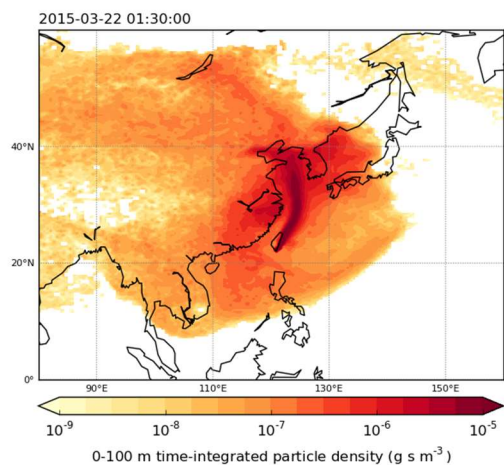 2015-03-22 01:30:00
40°N
20°N
0°
90°E 110°E 130°E 150°E
10⁻⁹ 10⁻⁸ 10⁻⁷ 10⁻⁶ 10⁻⁵
0-100 m time-integrated particle density (g s m⁻³)